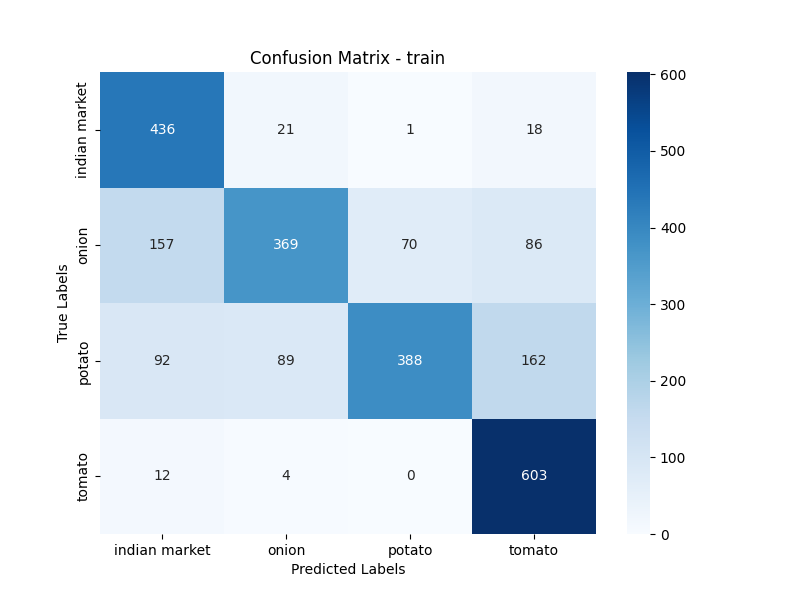 Confusion Matrix - train
indian market
436 21 1 18
onion
157 369 70 86
potato
92 89 388 162
tomato
12 4 0 603
True Labels
indian market onion potato tomato
Predicted Labels
600
500
400
300
200
100
0